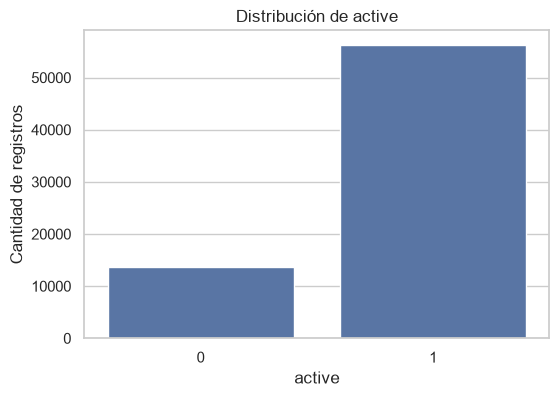 Distribución de active
Cantidad de registros
50000
40000
30000
20000
10000
0
0 1
active